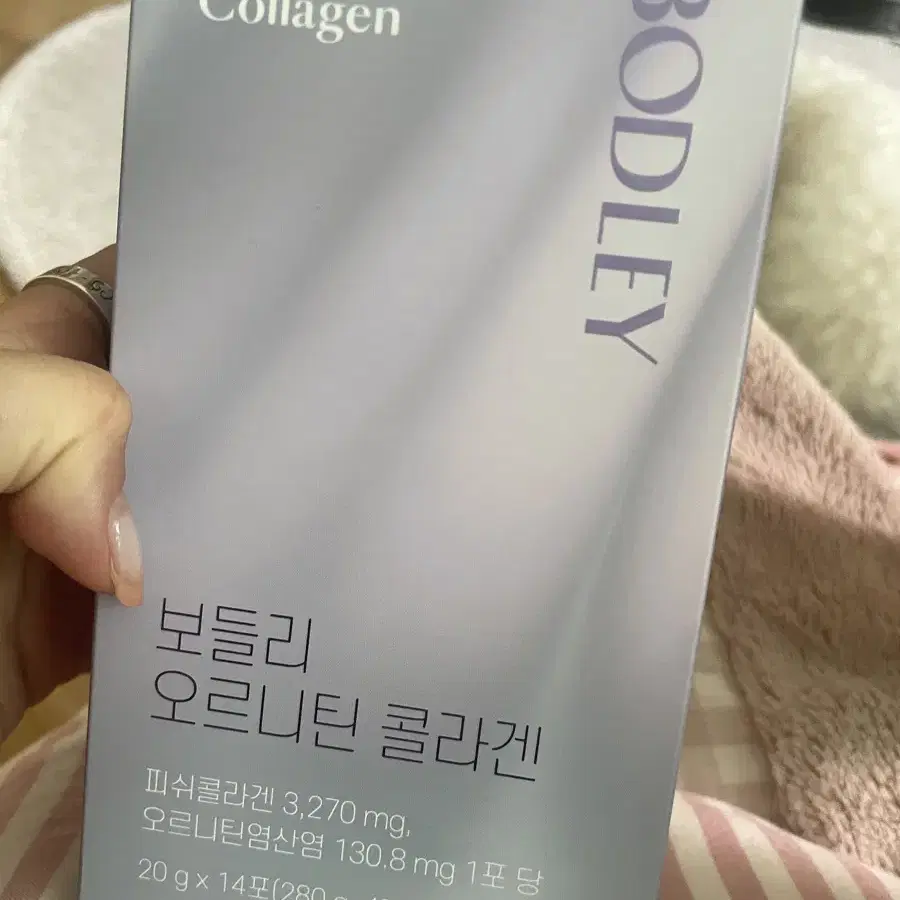 Collagen
BODLEY
보들리
오르니틴 콜라겐
피쉬콜라겐 3,270 mg,
오르니틴염산염 130.8 mg 1포 당
20 g x 14포(280 g